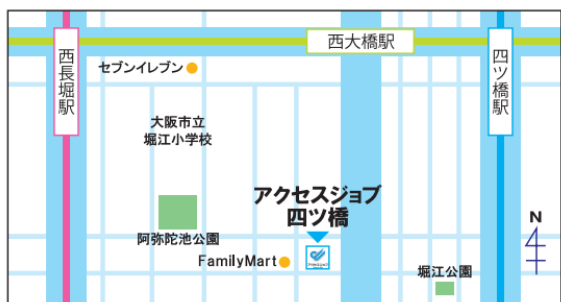 西大橋駅
西長堀駅
四ツ橋駅
セブンイレブン
大阪市立
堀江小学校
アクセスジョブ
四ツ橋
阿弥陀池公園
FamilyMart
堀江公園
N